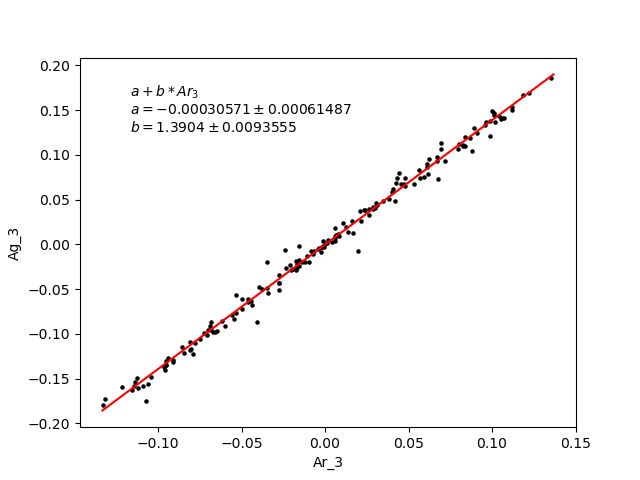 0.20
0.15
0.10
0.05
0.00
−0.05
−0.10
−0.15
−0.20
Ag_3
a + b * Ar₃
a = −0.00030571 ± 0.00061487
b = 1.3904 ± 0.0093555
−0.10 −0.05 0.00 0.05 0.10 0.15
Ar_3